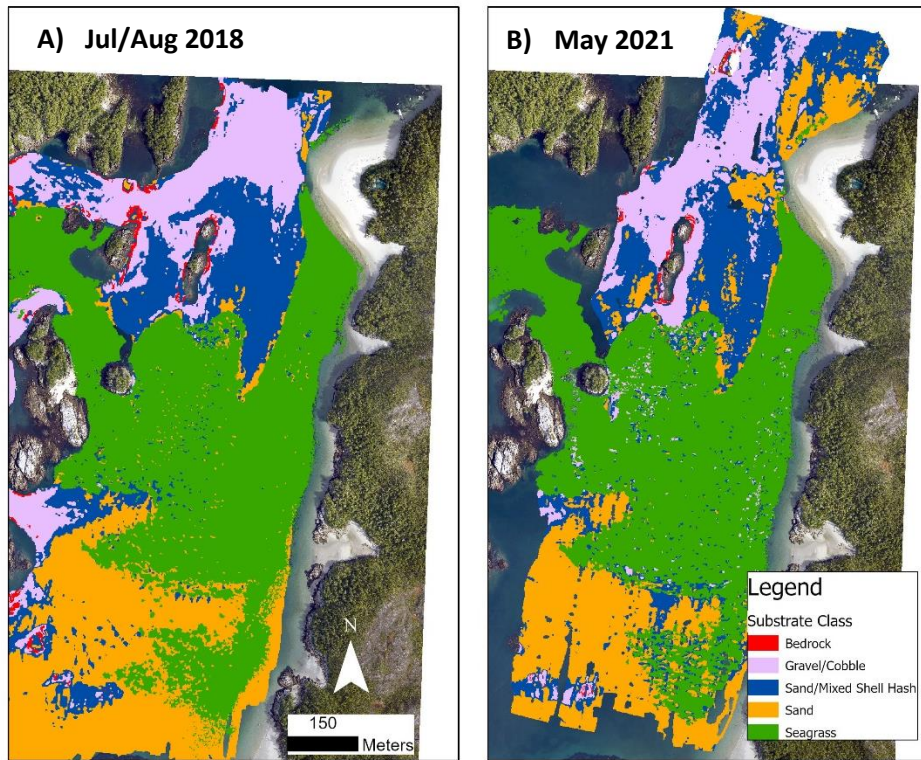 A) Jul/Aug 2018
B) May 2021
N
150
Meters
Legend
Substrate Class
Bedrock
Gravel/Cobble
Sand/Mixed Shell Hash
Sand
Seagrass